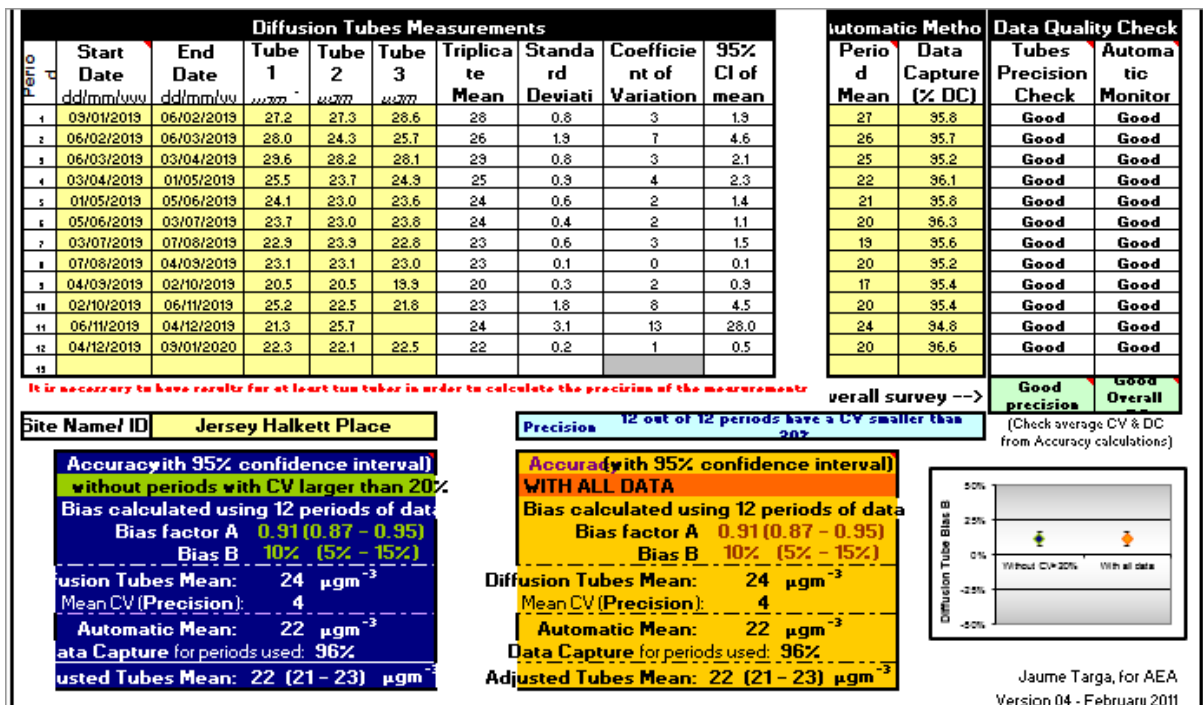 Diffusion Tubes Measurements utomatic Metho Data Quality Check
Perio d Start Date dd/mm/yyy End Date dd/mm/yy Tube 1 Tube 2 Tube 3 Triplica te Mean Standa rd Deviati Coefficie nt of Variation 95% CI of mean Perio d Mean Data Capture (% DC) Tubes Precision Check Automa tic Monitor
1 09/01/2019 06/02/2019 27.2 27.3 28.6 28 0.8 3 1.9 27 95.8 Good Good
2 06/02/2019 06/03/2019 28.0 24.3 25.7 26 1.9 7 4.6 26 95.7 Good Good
3 06/03/2019 03/04/2019 29.6 28.2 28.1 29 0.8 3 2.1 25 95.2 Good Good
4 03/04/2019 01/05/2019 25.5 23.7 24.9 25 0.9 4 2.3 22 96.1 Good Good
5 01/05/2019 05/06/2019 24.1 23.0 23.6 24 0.6 2 1.4 21 95.8 Good Good
6 05/06/2019 03/07/2019 23.7 23.0 23.8 24 0.4 2 1.1 20 96.3 Good Good
7 03/07/2019 07/08/2019 22.9 23.9 22.8 23 0.6 3 1.5 19 95.6 Good Good
8 07/08/2019 04/09/2019 23.1 23.1 23.0 23 0.1 0 0.1 20 95.2 Good Good
9 04/09/2019 02/10/2019 20.5 20.5 19.9 20 0.3 2 0.9 17 95.4 Good Good
10 02/10/2019 06/11/2019 25.2 22.5 21.8 23 1.8 8 4.5 20 95.4 Good Good
11 06/11/2019 04/12/2019 21.3 25.7 24 3.1 13 28.0 24 94.8 Good Good
12 04/12/2019 09/01/2020 22.3 22.1 22.5 22 0.2 1 0.5 20 96.6 Good Good
13
It is necessary to have results for at least two tubes in order to calculate the precision of the measurements
verall survey --> Good precision Good Overall
Site Name/ ID Jersey Halkett Place
Precision 12 out of 12 periods have a CV smaller than 20%
(Check average CV & DC
from Accuracy calculations)
Accuracy with 95% confidence interval)
without periods with CV larger than 20%
Bias calculated using 12 periods of data
Bias factor A 0.91 (0.87 - 0.95)
Bias B 10% (5% - 15%)
fusion Tubes Mean: 24 µgm-3
Mean CV (Precision): 4
Automatic Mean: 22 µgm-3
ata Capture for periods used: 96%
usted Tubes Mean: 22 (21 - 23) µgm-3
Accurac (with 95% confidence interval)
WITH ALL DATA
Bias calculated using 12 periods of data
Bias factor A 0.91 (0.87 - 0.95)
Bias B 10% (5% - 15%)
Diffusion Tubes Mean: 24 µgm-3
Mean CV (Precision): 4
Automatic Mean: 22 µgm-3
Data Capture for periods used: 96%
Adjusted Tubes Mean: 22 (21 - 23) µgm-3
Diffusion Tube Bias B
50%
25%
0%
-25%
-50%
Without CV>20% With all data
Jaume Targa, for AEA
Version 04 - February 2011